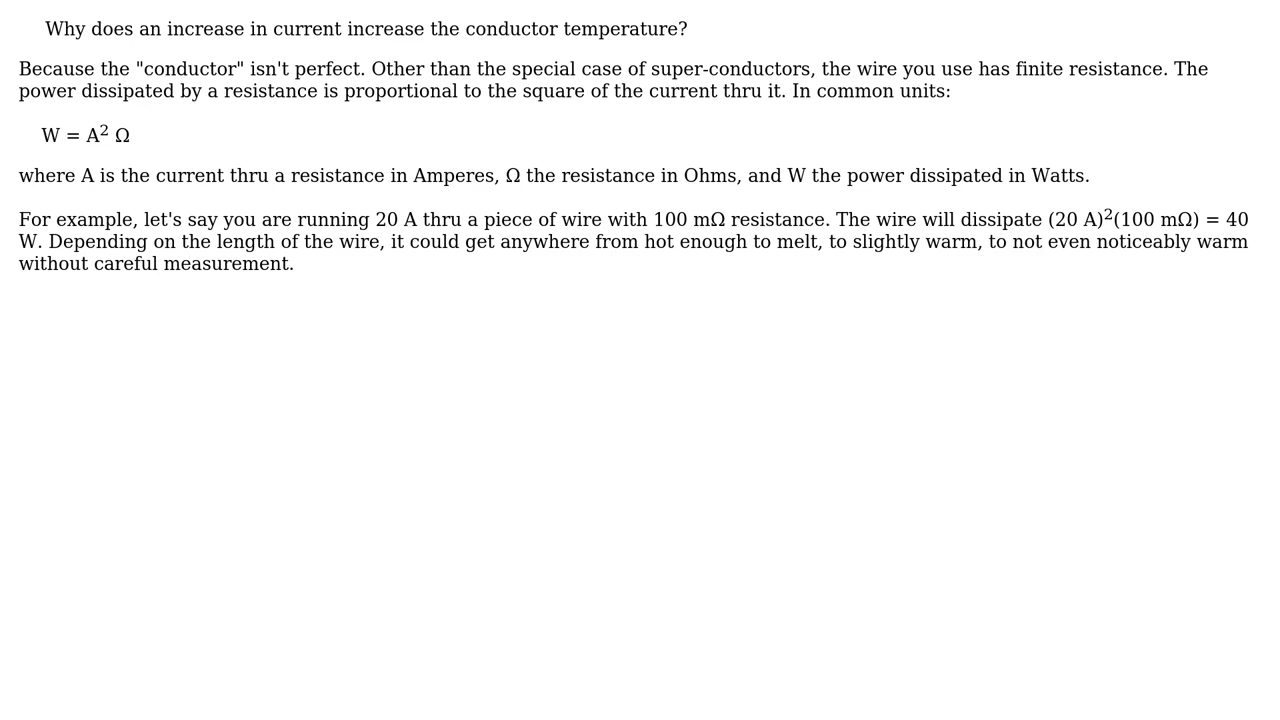 Why does an increase in current increase the conductor temperature?
Because the "conductor" isn't perfect. Other than the special case of super-conductors, the wire you use has finite resistance. The
power dissipated by a resistance is proportional to the square of the current thru it. In common units:
W = A² Ω
where A is the current thru a resistance in Amperes, Ω the resistance in Ohms, and W the power dissipated in Watts.
For example, let's say you are running 20 A thru a piece of wire with 100 mΩ resistance. The wire will dissipate (20 A)²(100 mΩ) = 40
W. Depending on the length of the wire, it could get anywhere from hot enough to melt, to slightly warm, to not even noticeably warm
without careful measurement.